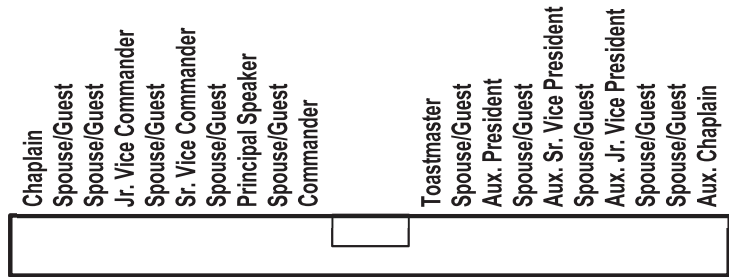 Chaplain
Spouse/Guest
Spouse/Guest
Jr. Vice Commander
Spouse/Guest
Sr. Vice Commander
Spouse/Guest
Principal Speaker
Spouse/Guest
Commander
Toastmaster
Spouse/Guest
Aux. President
Spouse/Guest
Aux. Sr. Vice President
Spouse/Guest
Aux. Jr. Vice President
Spouse/Guest
Spouse/Guest
Aux. Chaplain